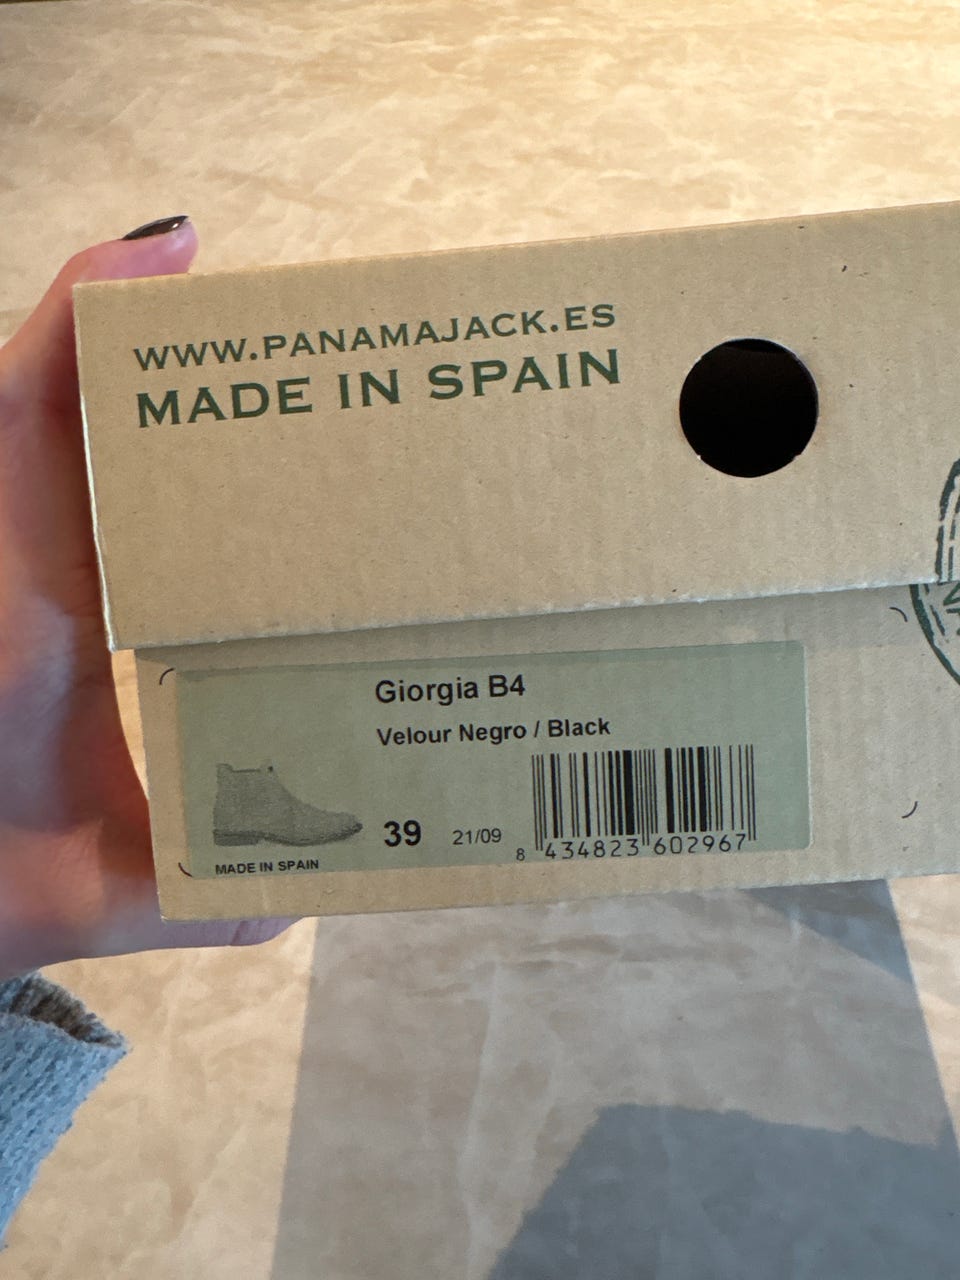 WWW.PANAMAJACK.ES
MADE IN SPAIN
Giorgia B4
Velour Negro / Black
39 21/09
8 434823 602967
MADE IN SPAIN